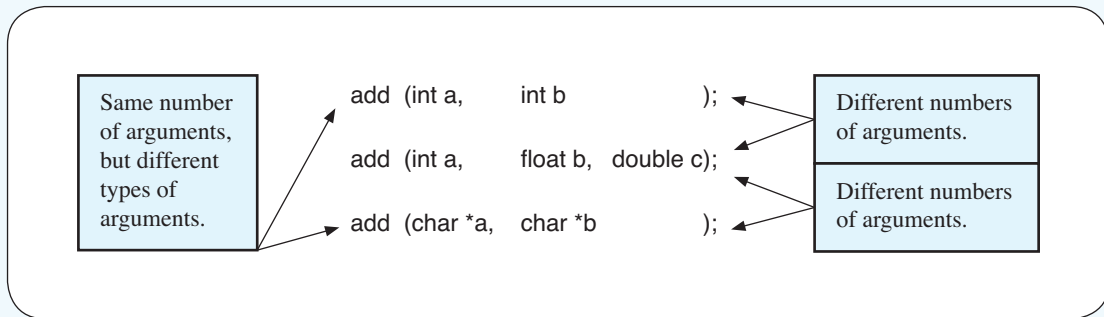 Same number
of arguments,
but different
types of
arguments.
add (int a, int b );
add (int a, float b, double c);
add (char *a, char *b );
Different numbers
of arguments.
Different numbers
of arguments.